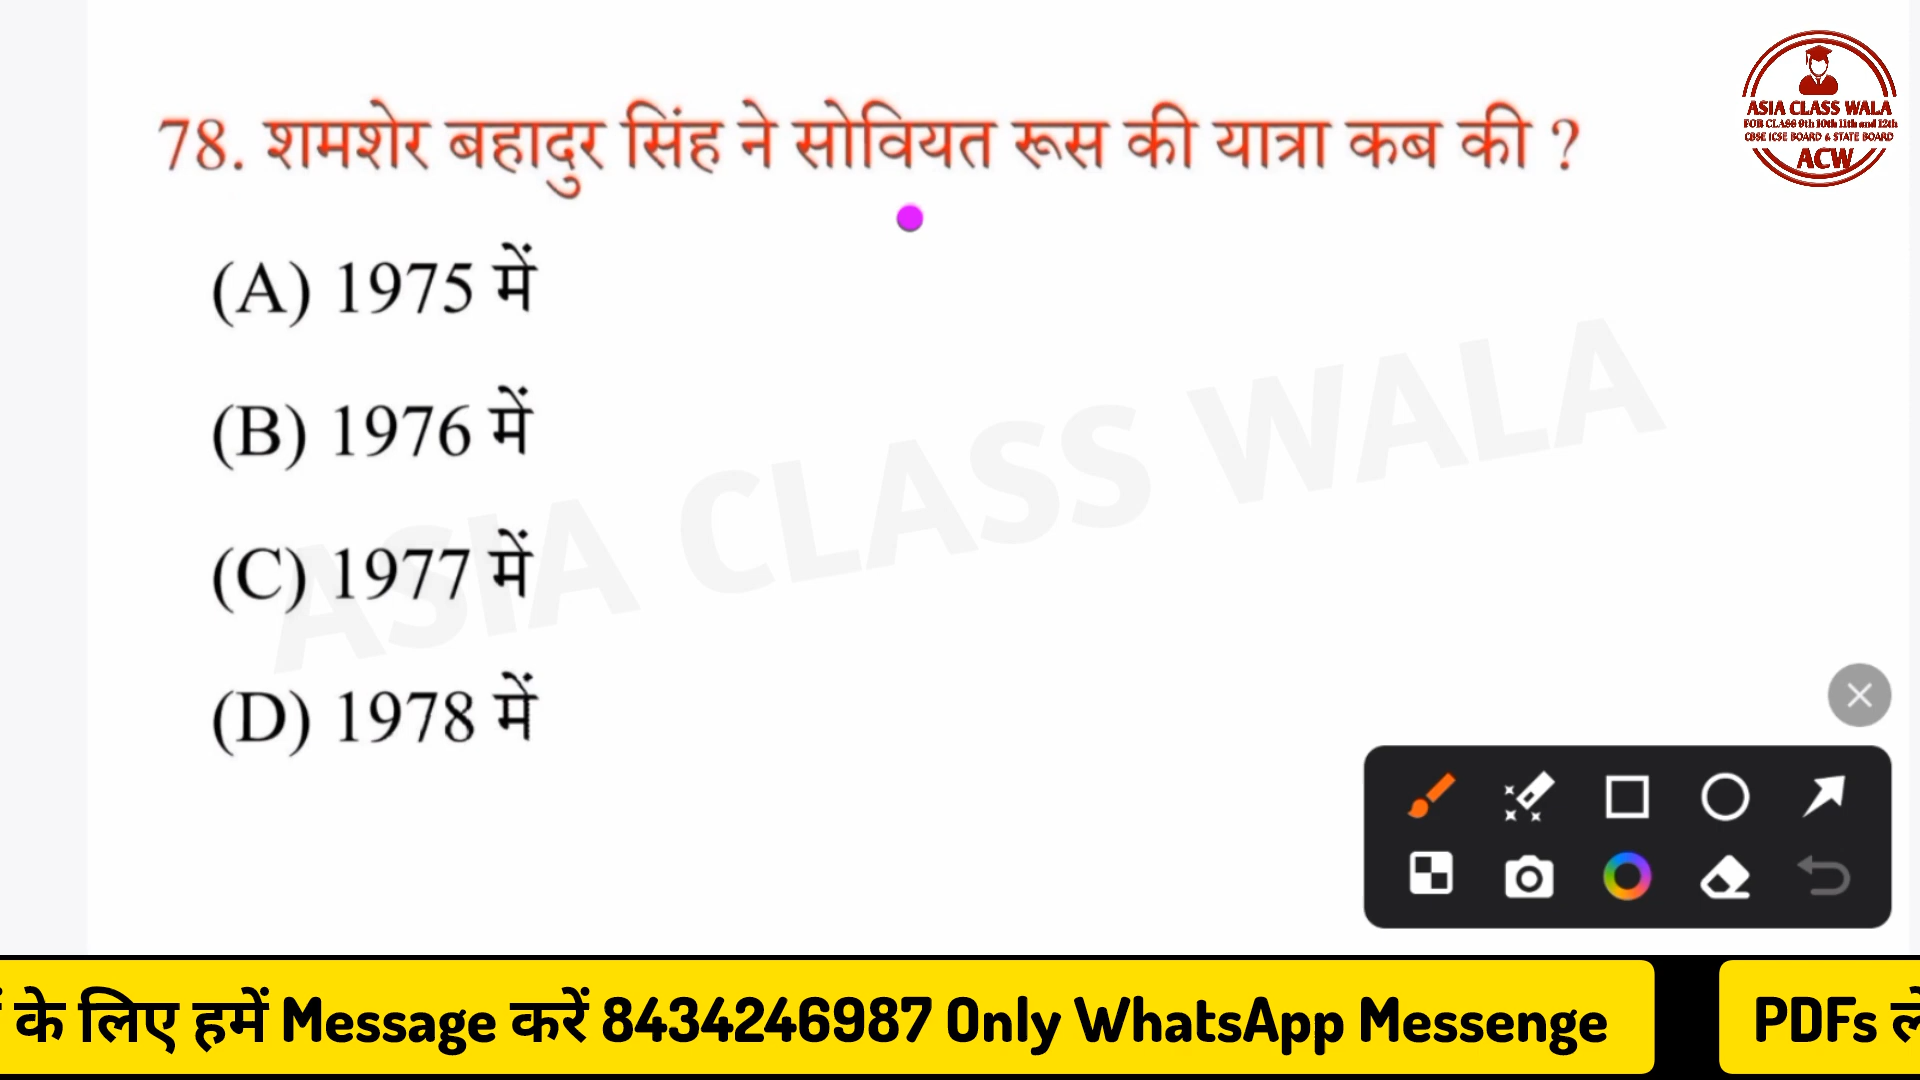 78. शमशेर बहादुर सिंह ने सोवियत रूस की यात्रा कब की ?
(A) 1975 में
(B) 1976 में
(C) 1977 में
(D) 1978 में
ASIA CLASS WALA
ASIA CLASS WALA
FOR CLASS 9th 10th 11th and 12th
CBSE ICSE BOARD & STATE BOARD
ACW
के लिए हमें Message करें 8434246987 Only WhatsApp Messenge
PDFs